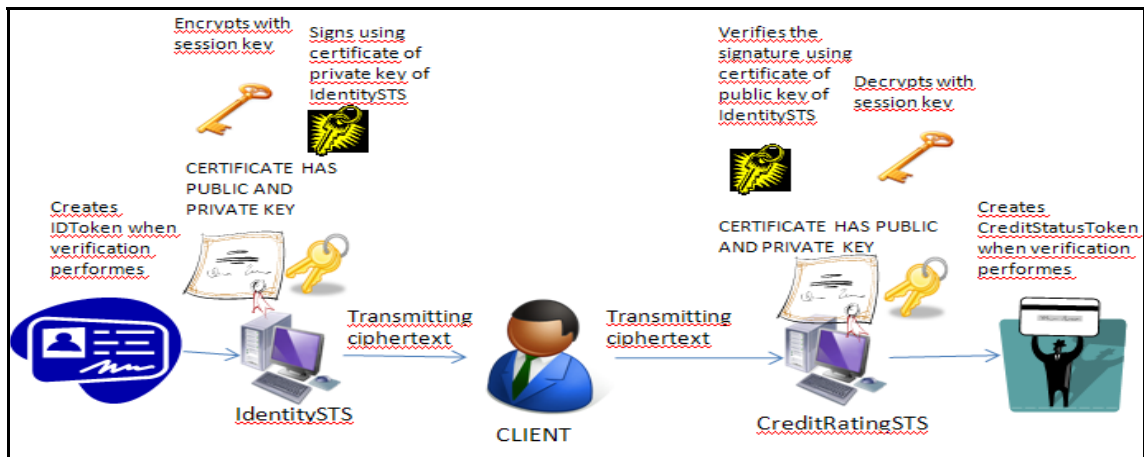 Encrypts with
session key
Signs using
certificate of
private key of
IdentitySTS
Verifies the
signature using
certificate of
public key of
IdentitySTS
Decrypts with
session key
CERTIFICATE HAS
PUBLIC AND
PRIVATE KEY
CERTIFICATE HAS PUBLIC
AND PRIVATE KEY
Creates
IDToken when
verification
performes
Creates
CreditStatusToken
when verification
performes
Transmitting
ciphertext
Transmitting
ciphertext
IdentitySTS
CLIENT
CreditRatingSTS